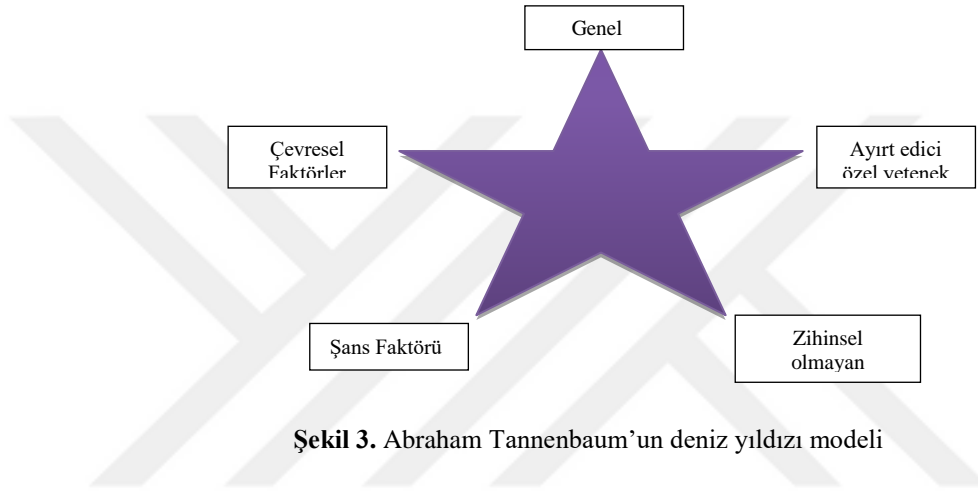 Genel
Çevresel
Faktörler
Ayırt edici
özel yetenek
Şans Faktörü
Zihinsel
olmayan
Şekil 3. Abraham Tannenbaum’un deniz yıldızı modeli